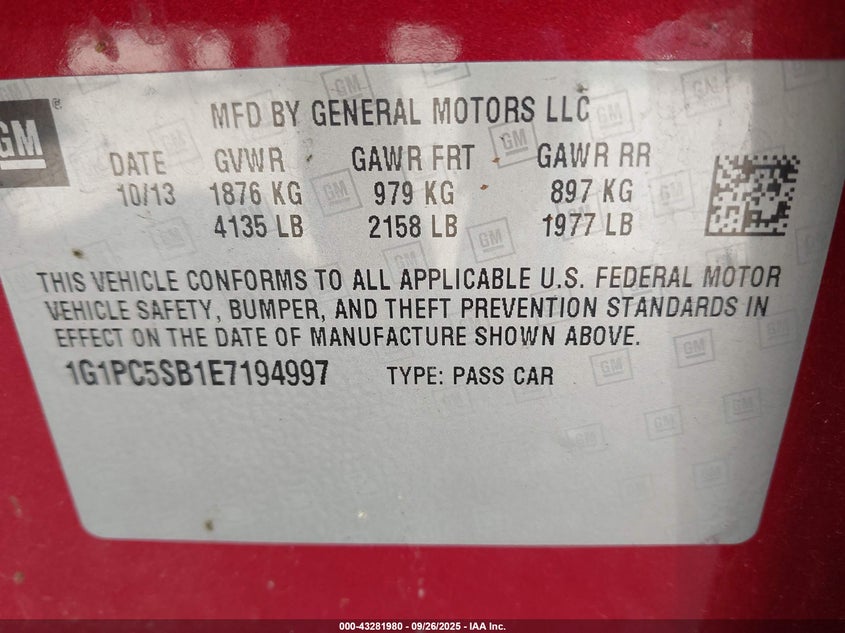 GM®
MFD BY GENERAL MOTORS LLC
DATE GVWR GAWR FRT GAWR RR
10/13 1876 KG 979 KG 897 KG
4135 LB 2158 LB 1977 LB
THIS VEHICLE CONFORMS TO ALL APPLICABLE U.S. FEDERAL MOTOR
VEHICLE SAFETY, BUMPER, AND THEFT PREVENTION STANDARDS IN
EFFECT ON THE DATE OF MANUFACTURE SHOWN ABOVE.
1G1PC5SB1E7194997 TYPE: PASS CAR
000-43281980 - 09/26/2025 - IAA Inc.